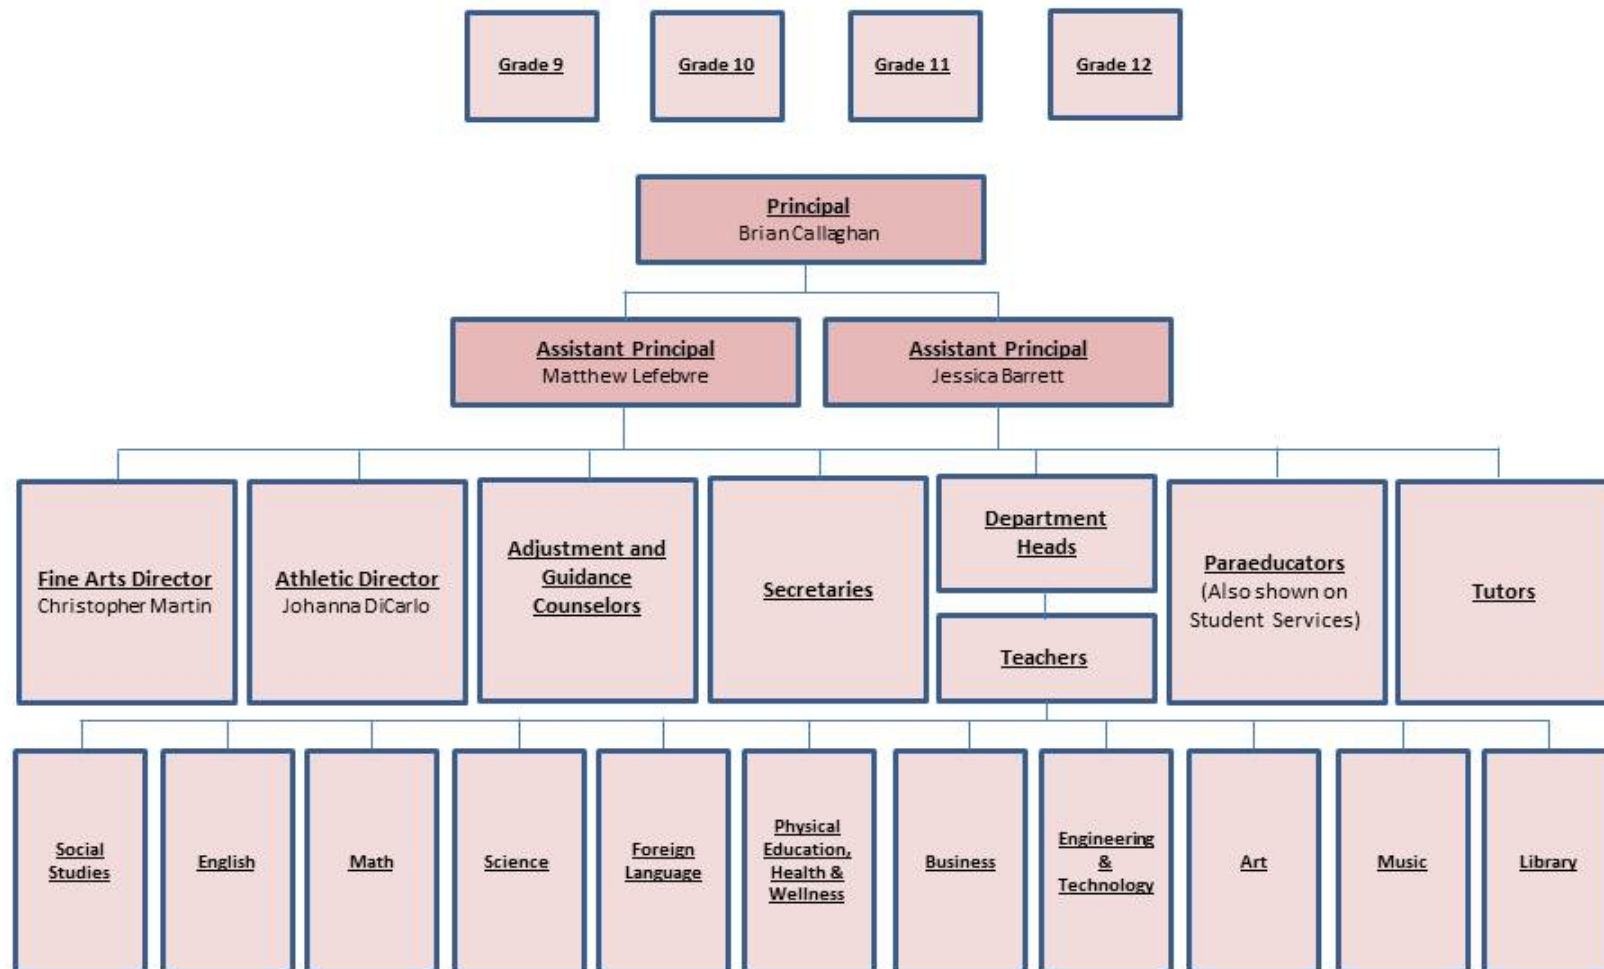 Grade 9
Grade 10
Grade 11
Grade 12
Principal
Brian Callaghan
Assistant Principal
Matthew Lefebvre
Assistant Principal
Jessica Barrett
Fine Arts Director
Christopher Martin
Athletic Director
Johanna DiCarlo
Adjustment and
Guidance
Counselors
Secretaries
Department
Heads
Teachers
Paraeducators
(Also shown on
Student Services)
Tutors
Social
Studies
English
Math
Science
Foreign
Language
Physical
Education,
Health &
Wellness
Business
Engineering
&
Technology
Art
Music
Library